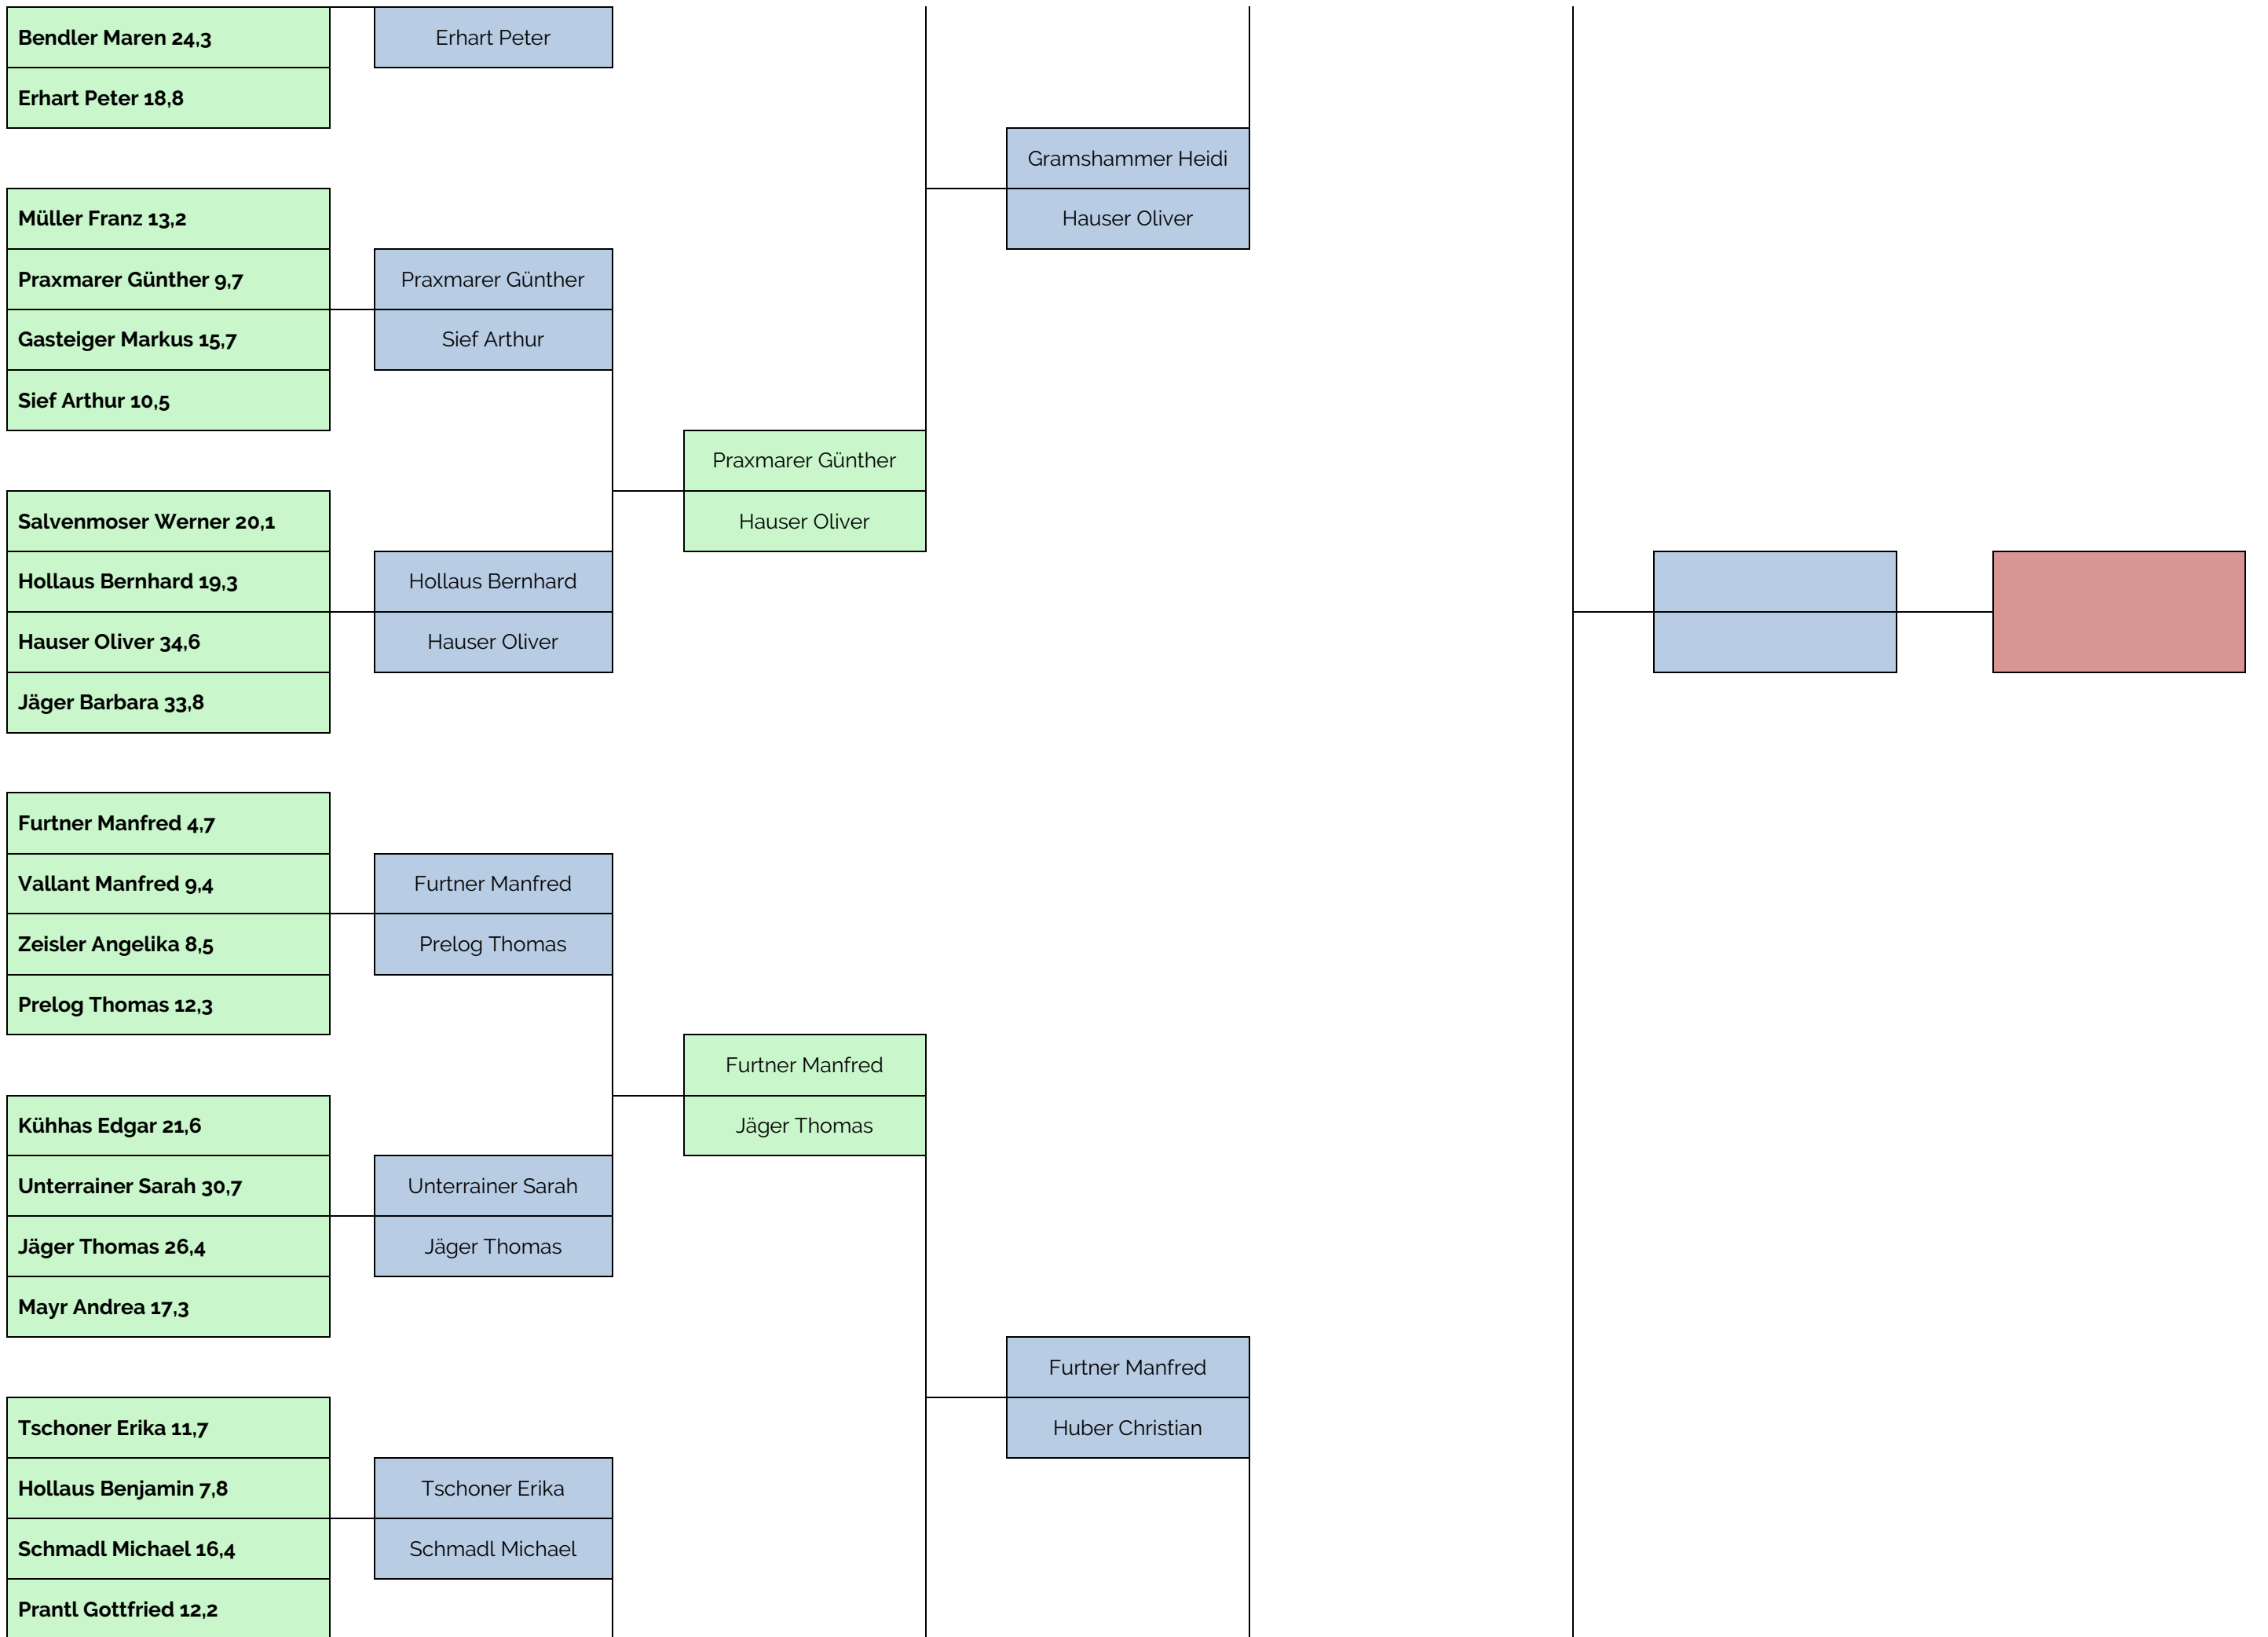 Bendler Maren 24,3
Erhart Peter 18,8
Müller Franz 13,2
Praxmarer Günther 9,7
Gasteiger Markus 15,7
Sief Arthur 10,5
Salvenmoser Werner 20,1
Hollaus Bernhard 19,3
Hauser Oliver 34,6
Jäger Barbara 33,8
Furtner Manfred 4,7
Vallant Manfred 9,4
Zeisler Angelika 8,5
Prelog Thomas 12,3
Kühhas Edgar 21,6
Unterrainer Sarah 30,7
Jäger Thomas 26,4
Mayr Andrea 17,3
Tschoner Erika 11,7
Hollaus Benjamin 7,8
Schmadl Michael 16,4
Prantl Gottfried 12,2
Erhart Peter
Praxmarer Günther
Sief Arthur
Hollaus Bernhard
Hauser Oliver
Furtner Manfred
Prelog Thomas
Unterrainer Sarah
Jäger Thomas
Tschoner Erika
Schmadl Michael
Praxmarer Günther
Hauser Oliver
Furtner Manfred
Jäger Thomas
Gramshammer Heidi
Hauser Oliver
Furtner Manfred
Huber Christian